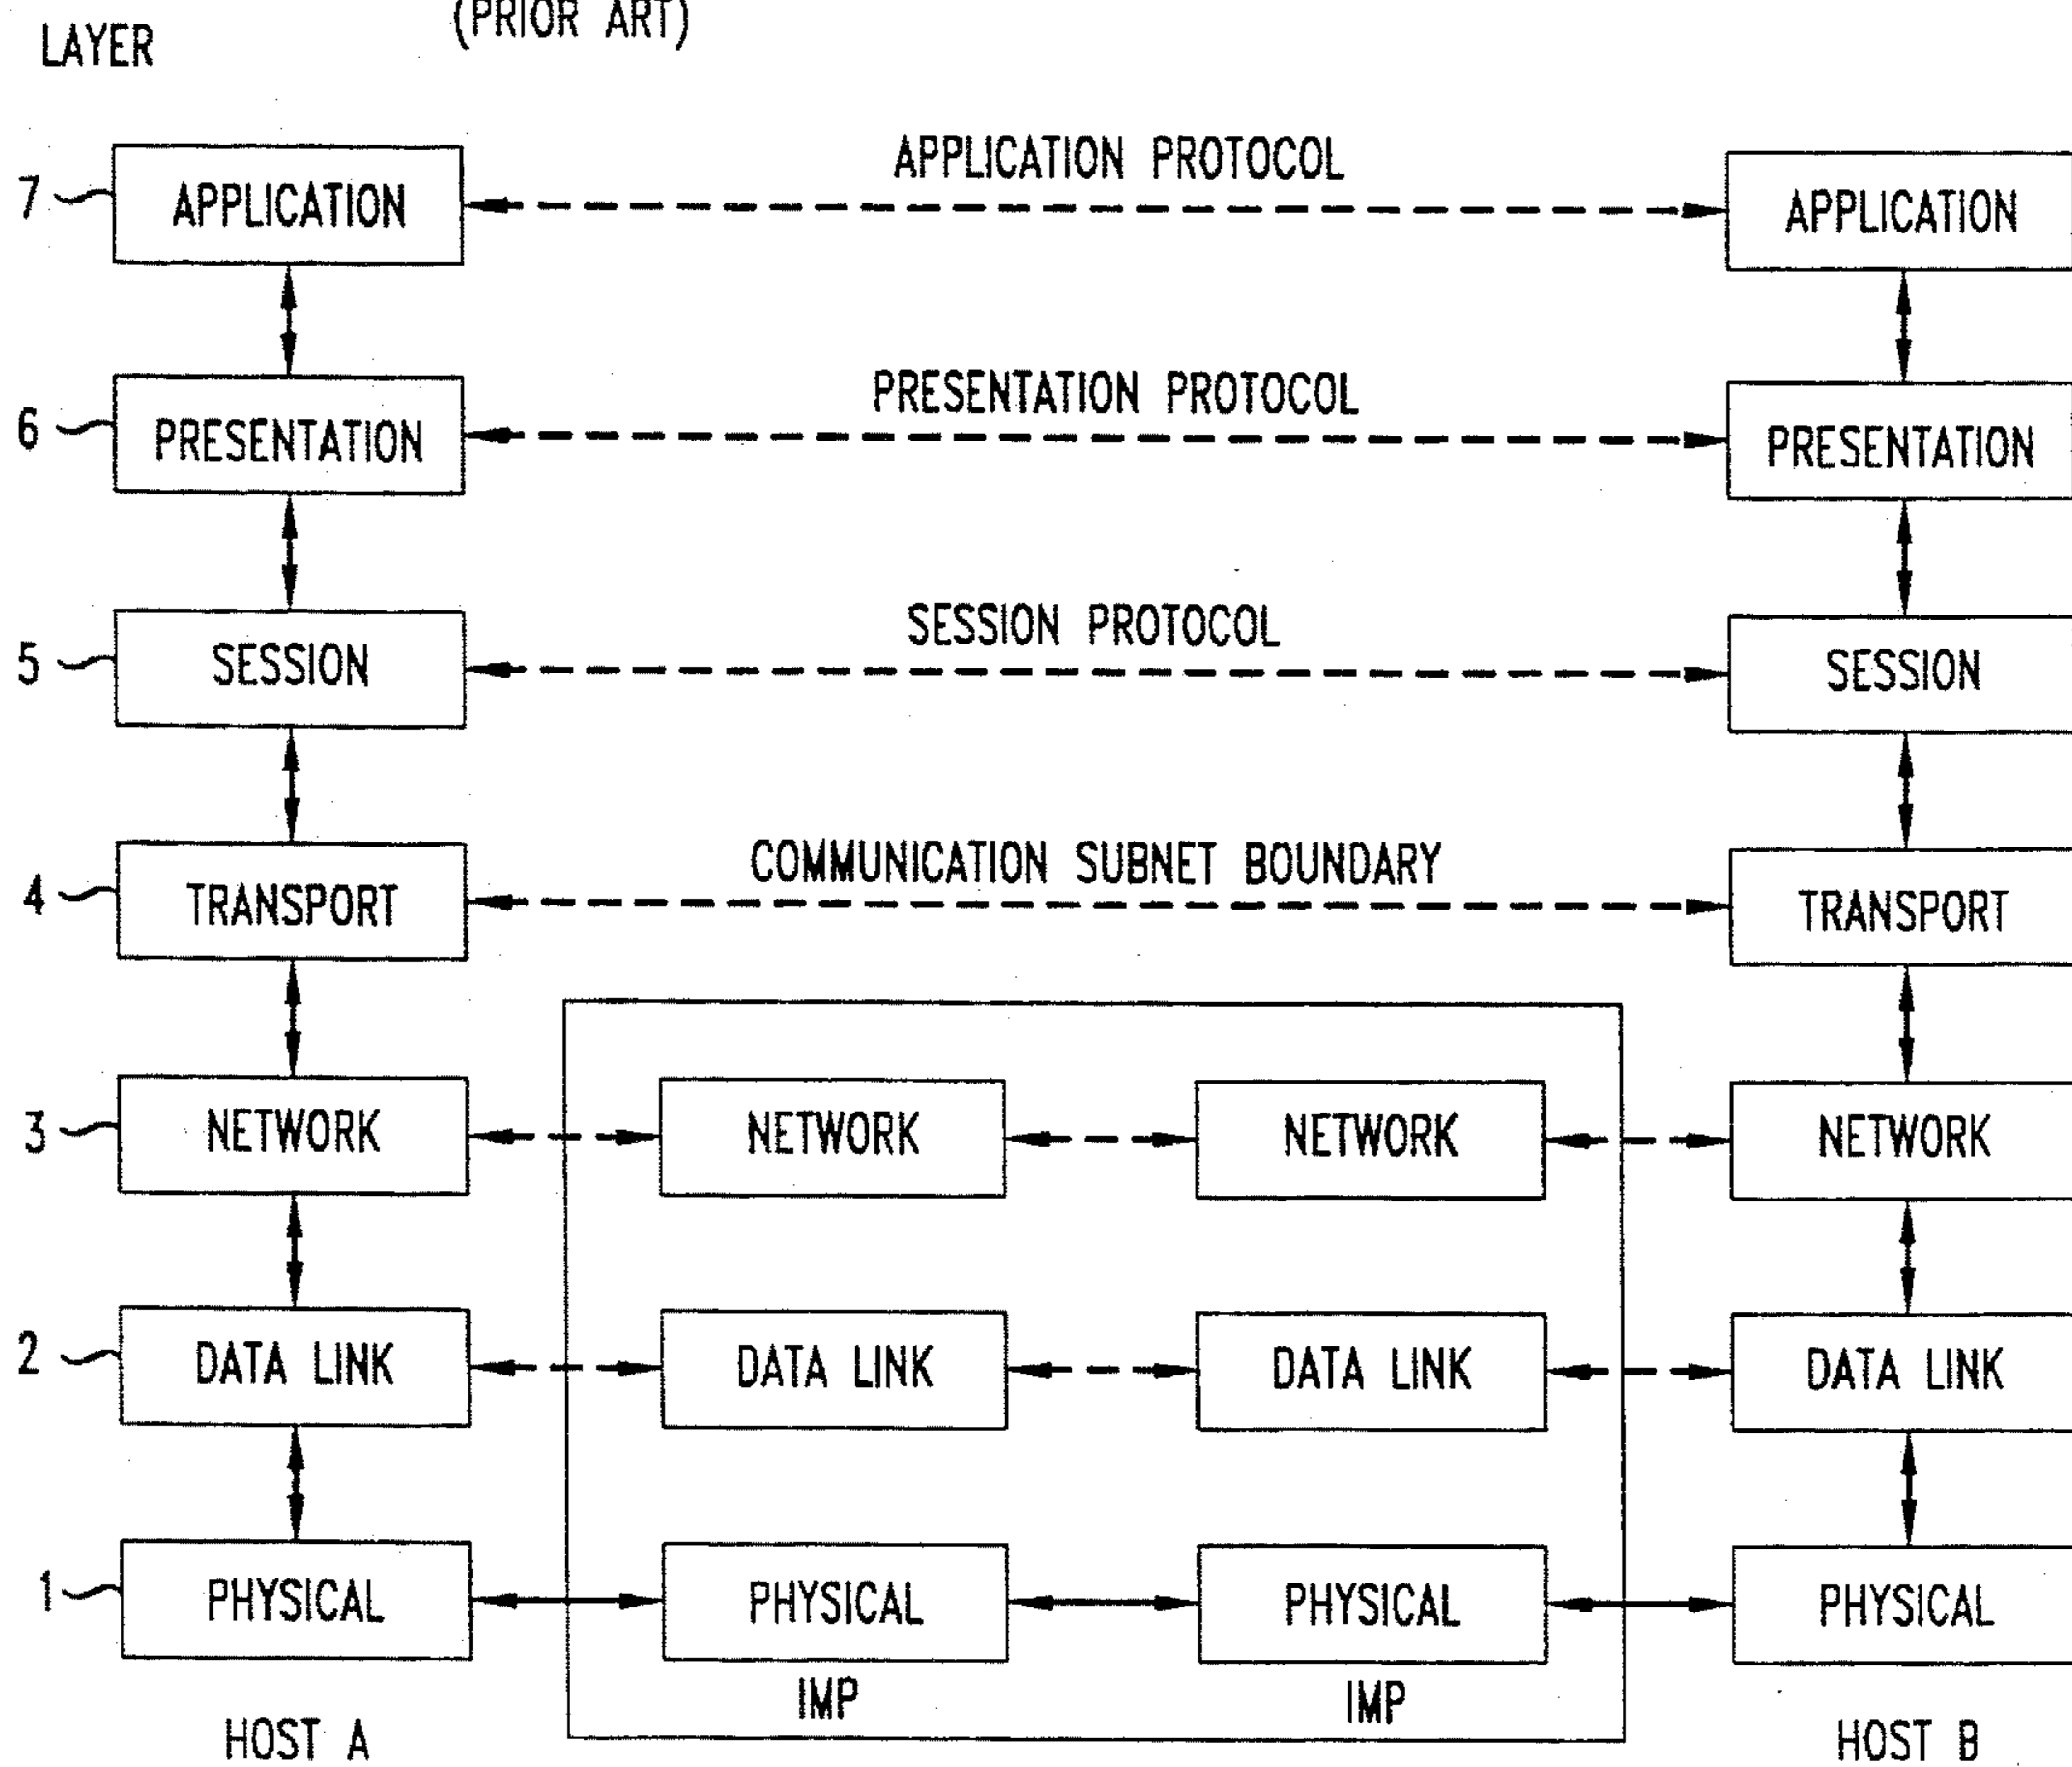 (PRIOR ART)
LAYER
APPLICATION PROTOCOL
7 APPLICATION APPLICATION
PRESENTATION PROTOCOL
6 PRESENTATION PRESENTATION
SESSION PROTOCOL
5 SESSION SESSION
COMMUNICATION SUBNET BOUNDARY
4 TRANSPORT TRANSPORT
3 NETWORK NETWORK NETWORK NETWORK
2 DATA LINK DATA LINK DATA LINK DATA LINK
1 PHYSICAL PHYSICAL PHYSICAL PHYSICAL
IMP IMP
HOST A HOST B